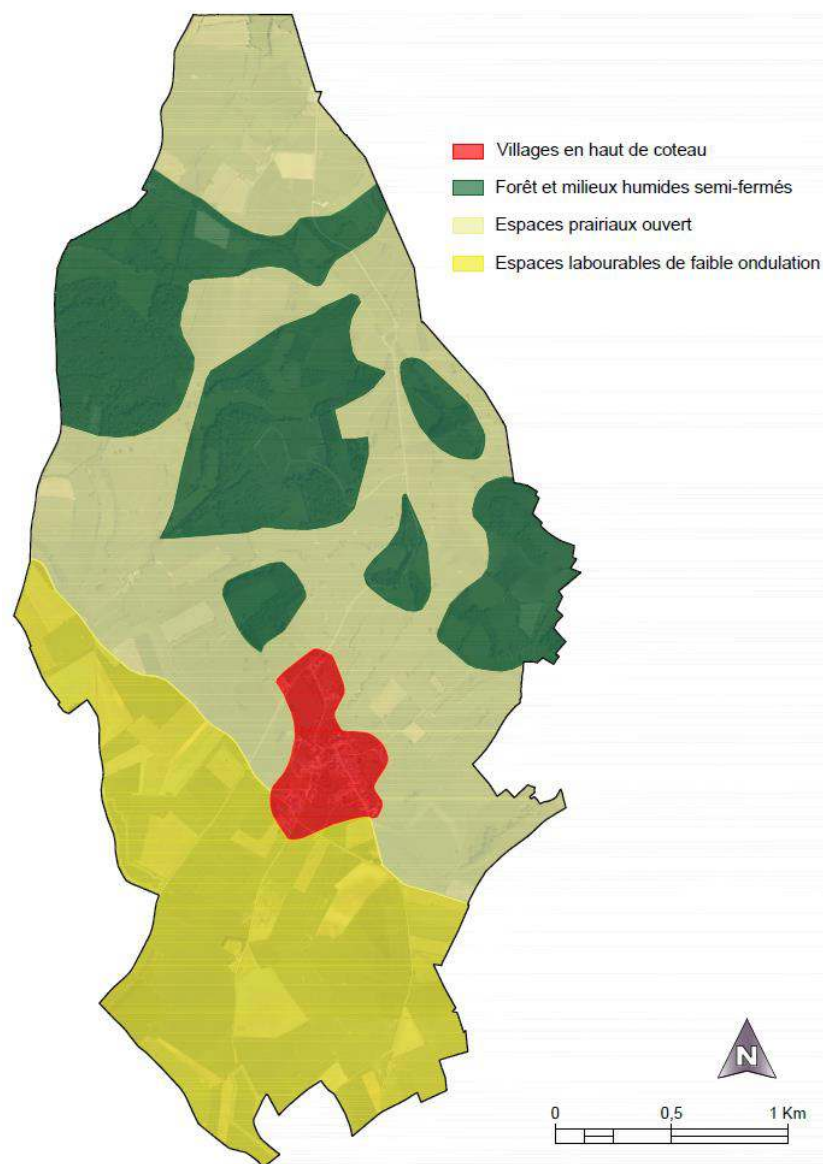 Villages en haut de coteau
Forêt et milieux humides semi-fermés
Espaces prairiaux ouvert
Espaces labourables de faible ondulation
N
0 0,5 1 Km